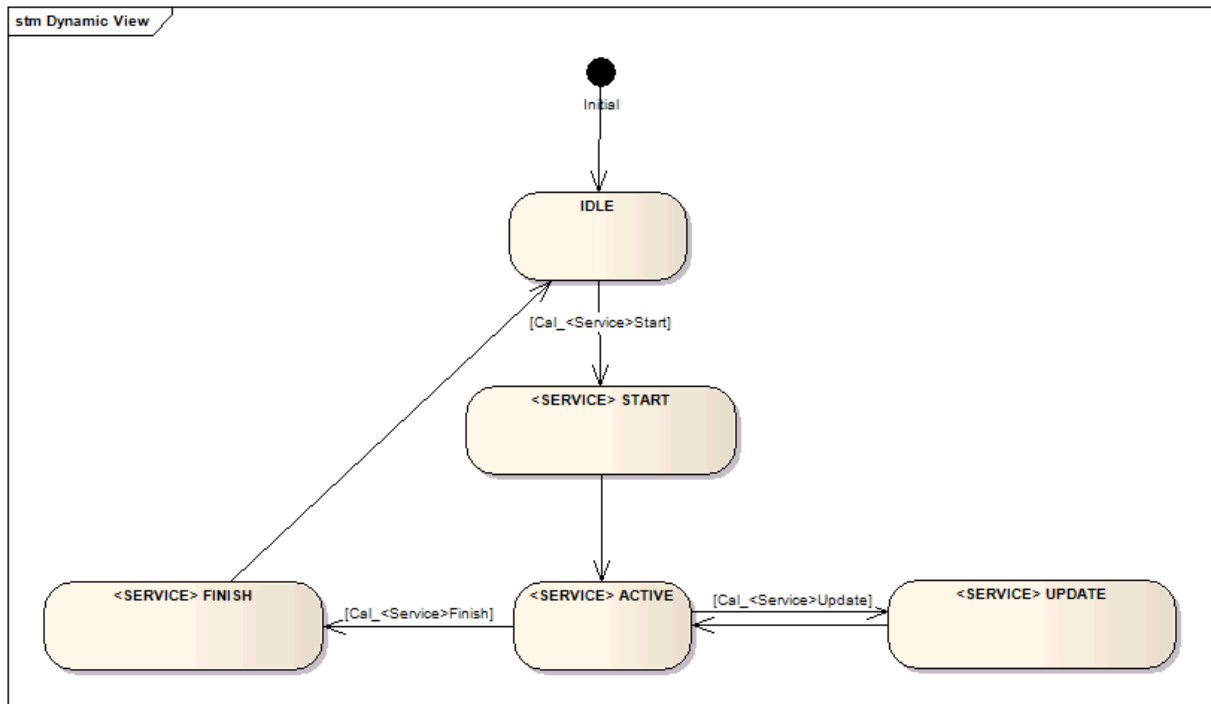 stm Dynamic View
Initial
IDLE
[Cal_<Service>Start]
<SERVICE> START
<SERVICE> FINISH
[Cal_<Service>Finish]
<SERVICE> ACTIVE
[Cal_<Service>Update]
<SERVICE> UPDATE